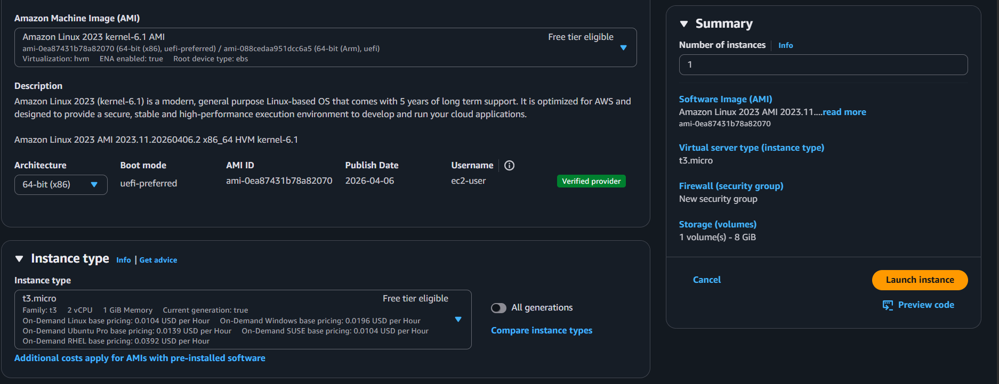 Amazon Machine Image (AMI)
Amazon Linux 2023 kernel-6.1 AMI
Free tier eligible
ami-0ea87431b78a82070 (64-bit (x86), uefi-preferred) / ami-088cedaa951dcc6a5 (64-bit (Arm), uefi)
Virtualization: hvm ENA enabled: true Root device type: ebs
Description
Amazon Linux 2023 (kernel-6.1) is a modern, general purpose Linux-based OS that comes with 5 years of long term support. It is optimized for AWS and
designed to provide a secure, stable and high-performance execution environment to develop and run your cloud applications.
Amazon Linux 2023 AMI 2023.11.20260406.2 x86_64 HVM kernel-6.1
Architecture Boot mode AMI ID Publish Date Username
64-bit (x86) uefi-preferred ami-0ea87431b78a82070 2026-04-06 ec2-user Verified provider
Instance type Info | Get advice
Instance type
t3.micro
Free tier eligible
Family: t3 2 vCPU 1 GiB Memory Current generation: true
On-Demand Linux base pricing: 0.0104 USD per Hour On-Demand Windows base pricing: 0.0196 USD per Hour
On-Demand Ubuntu Pro base pricing: 0.0139 USD per Hour On-Demand SUSE base pricing: 0.0104 USD per Hour
On-Demand RHEL base pricing: 0.0392 USD per Hour
All generations
Compare instance types
Additional costs apply for AMIs with pre-installed software
Summary
Number of instances Info
1
Software Image (AMI)
Amazon Linux 2023 AMI 2023.11....read more
ami-0ea87431b78a82070
Virtual server type (instance type)
t3.micro
Firewall (security group)
New security group
Storage (volumes)
1 volume(s) - 8 GiB
Cancel
Launch instance
Preview code